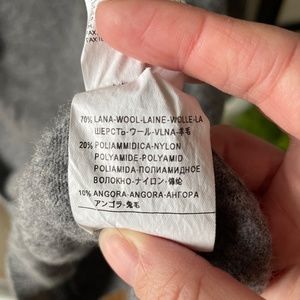 70% LANA-WOOL-LAINE-WOLLE-LA
ШЕРСТЬ-ウール-VLNA-羊毛
20% POLIAMMIDICA-NYLON
POLYAMIDE-POLYAMID
POLIAMIDA-ПОЛИАМИДНОЕ
ВОЛОКНО-ナイロン-锦纶
10% ANGORA-ANGORA-АНГОРА
アンゴラ-兔毛